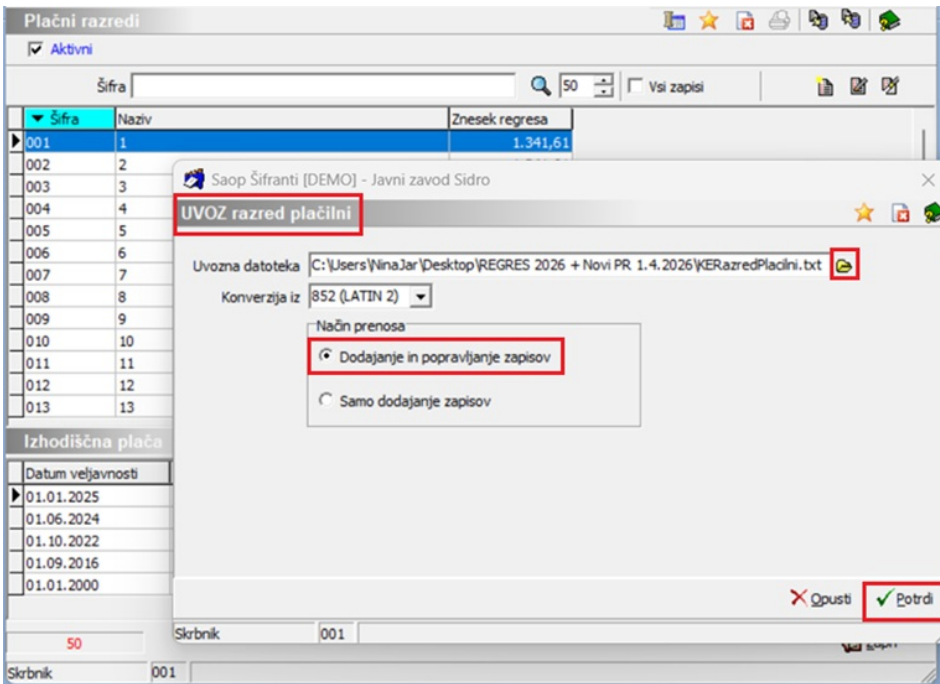 Plačni razredi
Aktivni
Šifra 50 Vsi zapisi
Šifra Naziv Znesek regresa
001 1 1.341,61
002 2
003 3
004 4
005 5
006 6
007 7
008 8
009 9
010 10
011 11
012 12
013 13
Izhodiščna plača
Datum veljavnosti
01.01.2025
01.06.2024
01.10.2022
01.09.2016
01.01.2000
50
Skrbnik 001
Saop Šifranti [DEMO] - Javni zavod Sidro
UVOZ razred plačilni
Uvozna datoteka C:\Users\NinaJar\Desktop\REGRES 2026 + Novi PR 1.4.2026\KERazredPlacilni.txt
Konverzija iz 852 (LATIN 2)
Način prenosa
Dodajanje in popravljanje zapisov
Samo dodajanje zapisov
Opusti Potrdi
Skrbnik 001